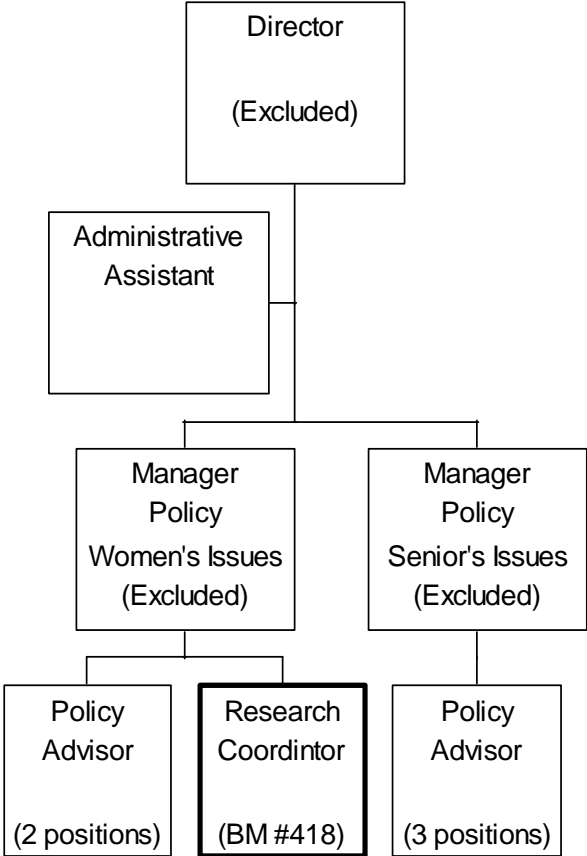 Director
(Excluded)
Administrative
Assistant
Manager
Policy
Women's Issues
(Excluded)
Manager
Policy
Senior's Issues
(Excluded)
Policy
Advisor
(2 positions)
Research
Coordintor
(BM #418)
Policy
Advisor
(3 positions)